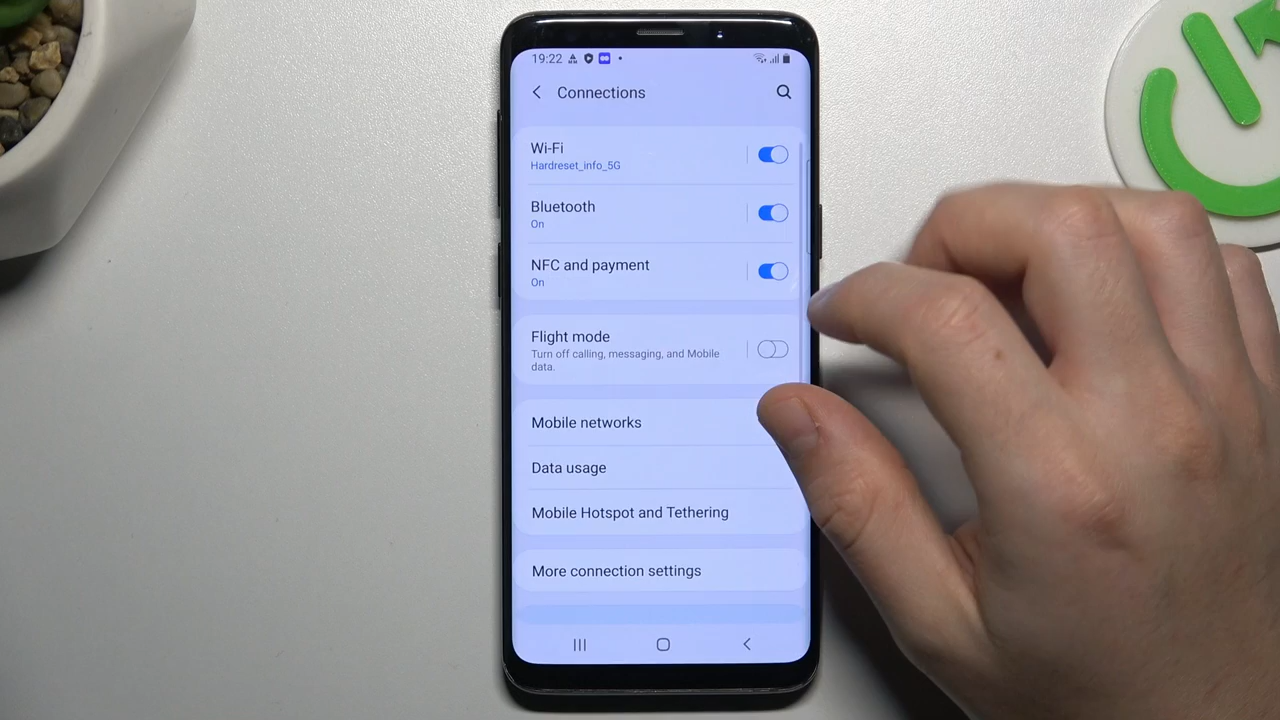 19:22
Connections
Wi-Fi
Hardreset_info_5G
Bluetooth
On
NFC and payment
On
Flight mode
Turn off calling, messaging, and Mobile
data.
Mobile networks
Data usage
Mobile Hotspot and Tethering
More connection settings